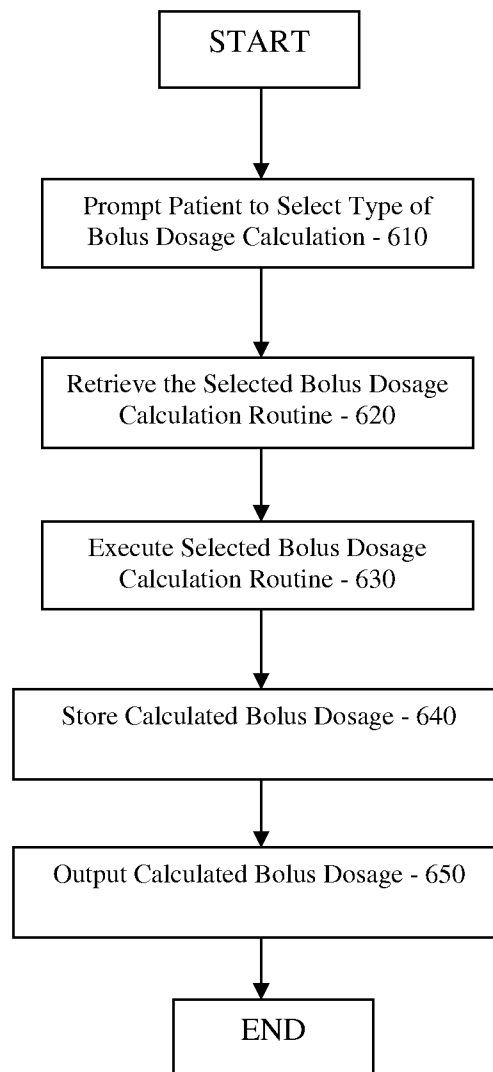 START
Prompt Patient to Select Type of
Bolus Dosage Calculation - 610
Retrieve the Selected Bolus Dosage
Calculation Routine - 620
Execute Selected Bolus Dosage
Calculation Routine - 630
Store Calculated Bolus Dosage - 640
Output Calculated Bolus Dosage - 650
END